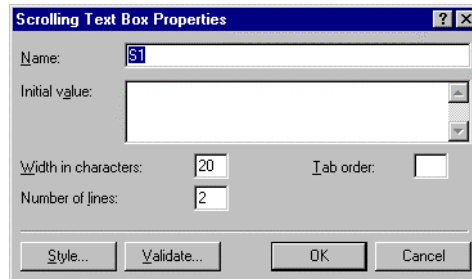 Scrolling Text Box Properties
Name: S1
Initial value:
Width in characters: 20 Tab order:
Number of lines: 2
Style... Validate... OK Cancel